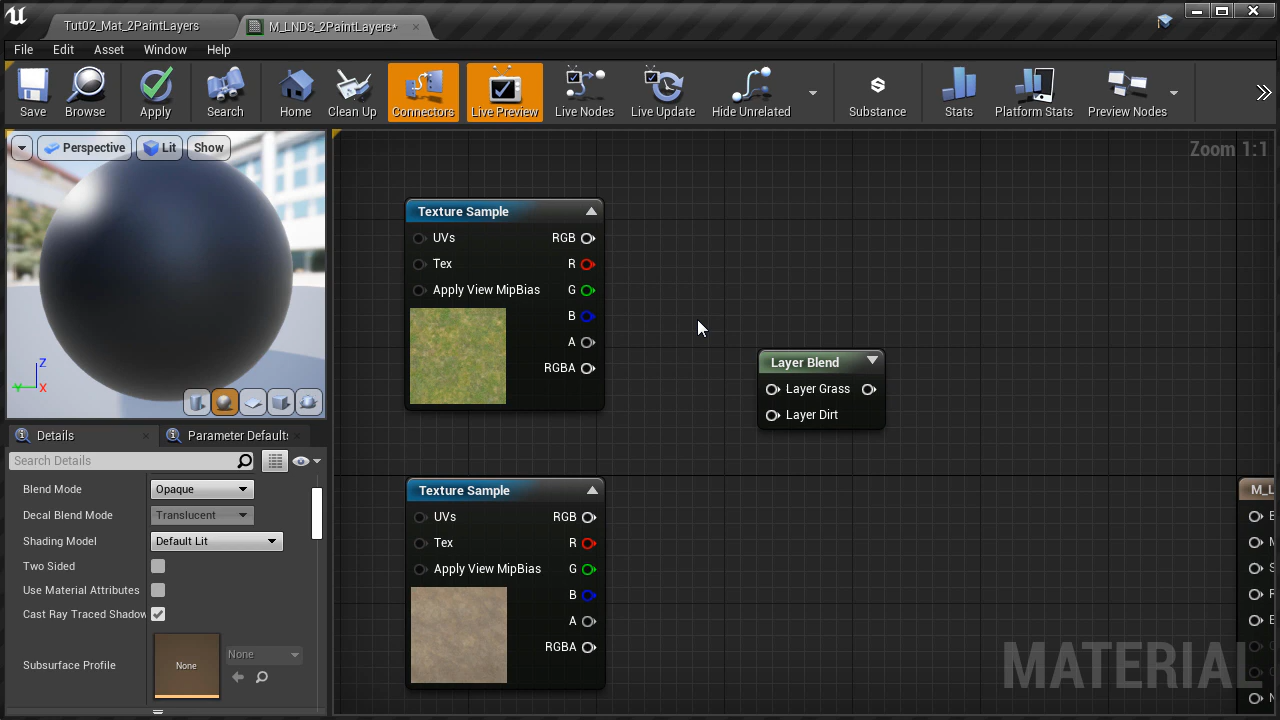 Tut02_Mat_2PaintLayers
M_LNDS_2PaintLayers*
File Edit Asset Window Help
Save Browse Apply Search Home Clean Up Connectors Live Preview Live Nodes Live Update Hide Unrelated Substance Stats Platform Stats Preview Nodes
Perspective Lit Show
Zoom 1:1
Z
Y
X
Texture Sample
UVs RGB
Tex R
Apply View MipBias G
B
A
RGBA
Layer Blend
Layer Grass
Layer Dirt
Texture Sample
UVs RGB
Tex R
Apply View MipBias G
B
A
RGBA
M_L
MATERIAL
Details
Parameter Defaults
Search Details
Blend Mode Opaque
Decal Blend Mode Translucent
Shading Model Default Lit
Two Sided
Use Material Attributes
Cast Ray Traced Shadow
Subsurface Profile None None